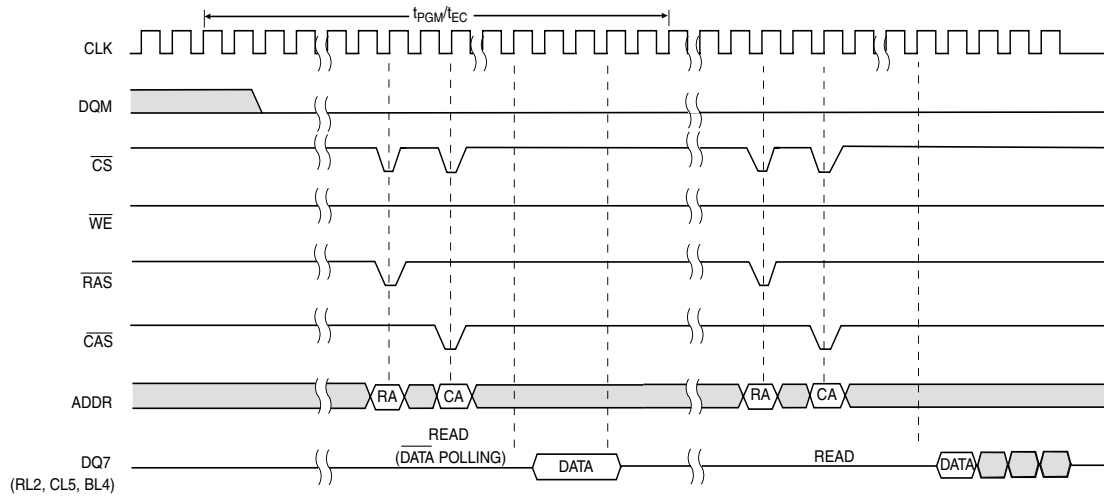 tPGM/tEC
CLK
DQM
CS
WE
RAS
CAS
ADDR RA CA RA CA
READ
(DATA POLLING) READ
DQ7 DATA DATA
(RL2, CL5, BL4)